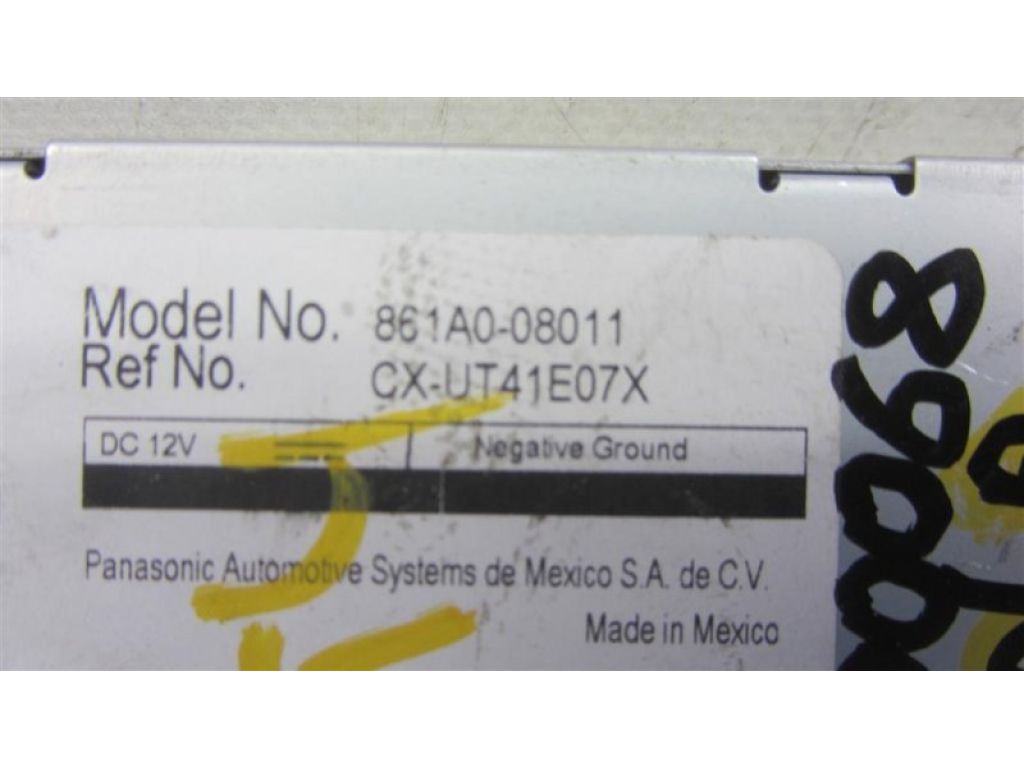 Model No. 861A0-08011
Ref No. CX-UT41E07X
DC 12V Negative Ground
Panasonic Automotive Systems de Mexico S.A. de C.V.
Made in Mexico